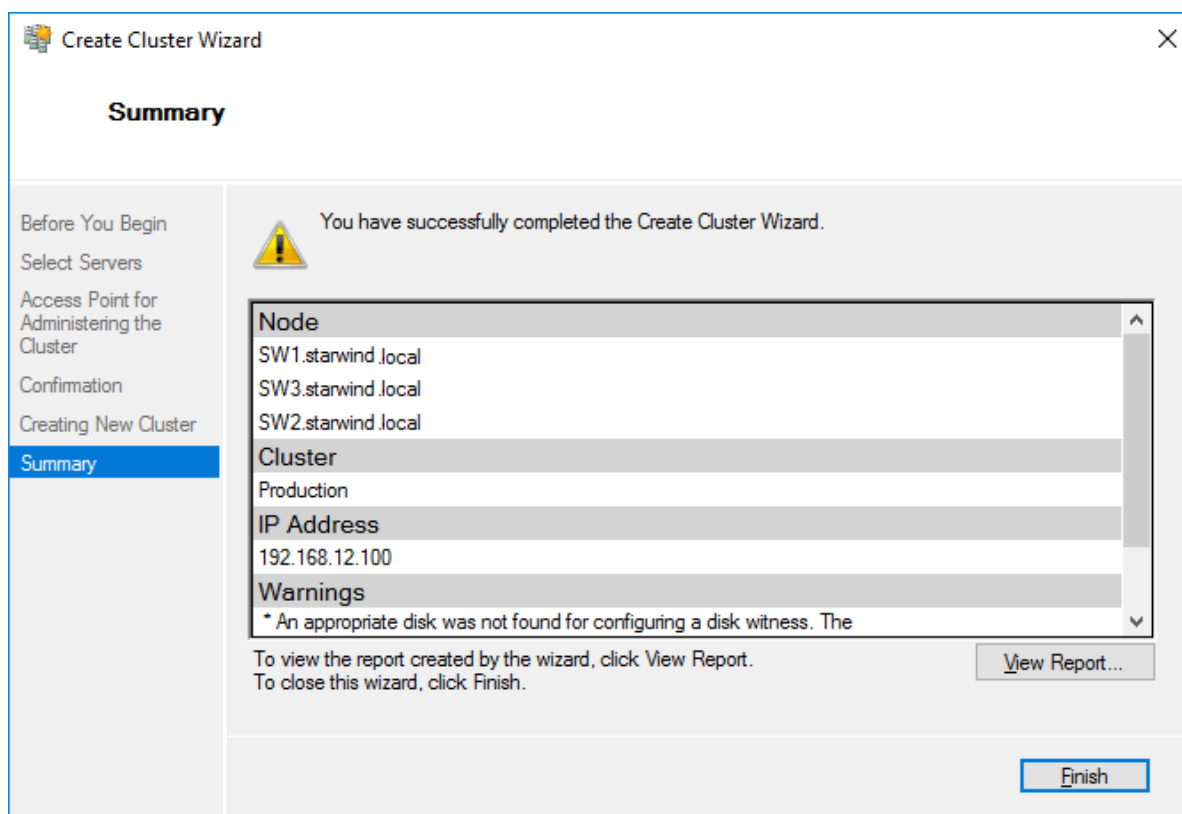 Create Cluster Wizard
Summary
Before You Begin
Select Servers
Access Point for
Administering the
Cluster
Confirmation
Creating New Cluster
Summary
You have successfully completed the Create Cluster Wizard.
Node
SW1.starwind.local
SW3.starwind.local
SW2.starwind.local
Cluster
Production
IP Address
192.168.12.100
Warnings
* An appropriate disk was not found for configuring a disk witness. The
To view the report created by the wizard, click View Report.
To close this wizard, click Finish.
View Report...
Finish